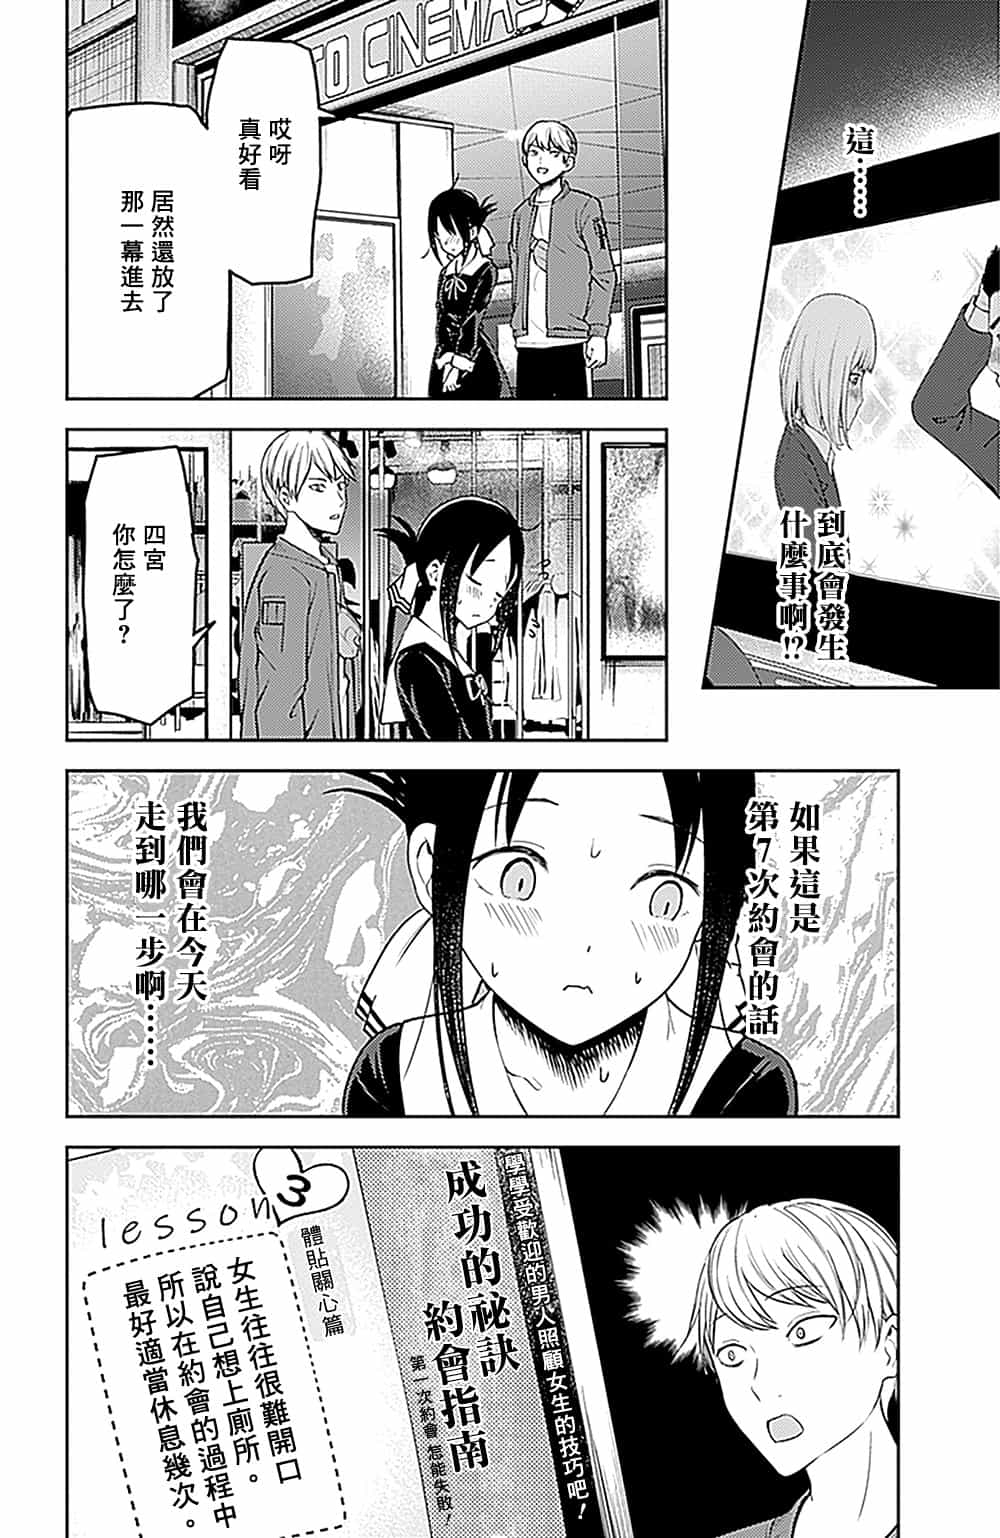 這……
到底會發生
什麼事啊!?
TO CINEMAS
哎呀
真好看
居然還放了
那一幕進去
四宮
你怎麼了?
如果這是
第7次約會的話
我們會在今天
走到哪一步啊……
學學受歡迎的男人照顧女生的技巧吧!
成功的祕訣
約會指南
第一次約會 怎能失敗!
lesson 3
體貼關心篇
女生往往很難開口
說自己想上廁所。
所以在約會的過程中
最好適當休息幾次。